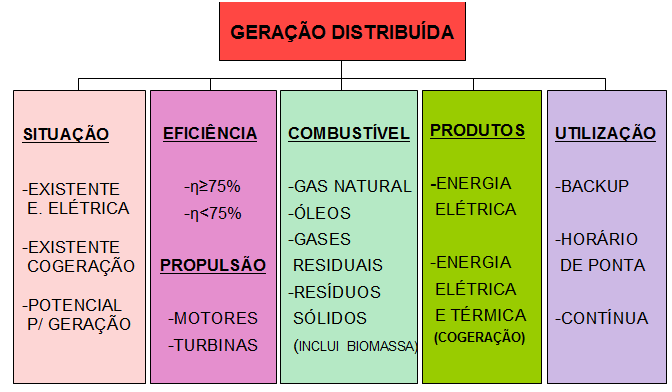 GERAÇÃO DISTRIBUÍDA
SITUAÇÃO
-EXISTENTE
E. ELÉTRICA
-EXISTENTE
COGERAÇÃO
-POTENCIAL
P/ GERAÇÃO
EFICIÊNCIA
-η≥75%
-η<75%
PROPULSÃO
-MOTORES
-TURBINAS
COMBUSTÍVEL
-GAS NATURAL
-ÓLEOS
-GASES
RESIDUAIS
-RESÍDUOS
SÓLIDOS
(INCLUI BIOMASSA)
PRODUTOS
-ENERGIA
ELÉTRICA
-ENERGIA
ELÉTRICA
E TÉRMICA
(COGERAÇÃO)
UTILIZAÇÃO
-BACKUP
-HORÁRIO
DE PONTA
-CONTÍNUA